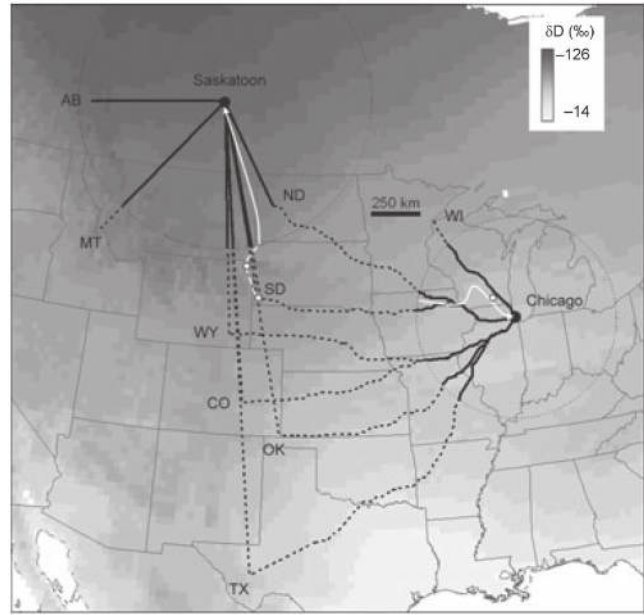 δD (‰)
–126
–14
Saskatoon
AB
ND
250 km
WI
MT
SD
Chicago
WY
CO
OK
TX